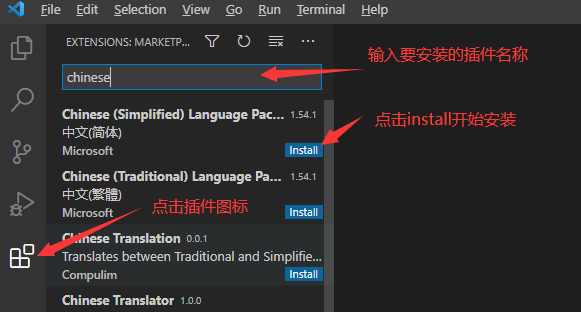 File Edit Selection View Go Run Terminal Help
EXTENSIONS: MARKETP...
chinese
输入要安装的插件名称
Chinese (Simplified) Language Pac... 1.54.1
中文(简体)
Microsoft Install
点击install开始安装
Chinese (Traditional) Language Pa... 1.54.1
中文(繁體)
Microsoft Install
点击插件图标
Chinese Translation 0.0.1
Translates between Traditional and Simplifie...
Compulim Install
Chinese Translator 1.0.0